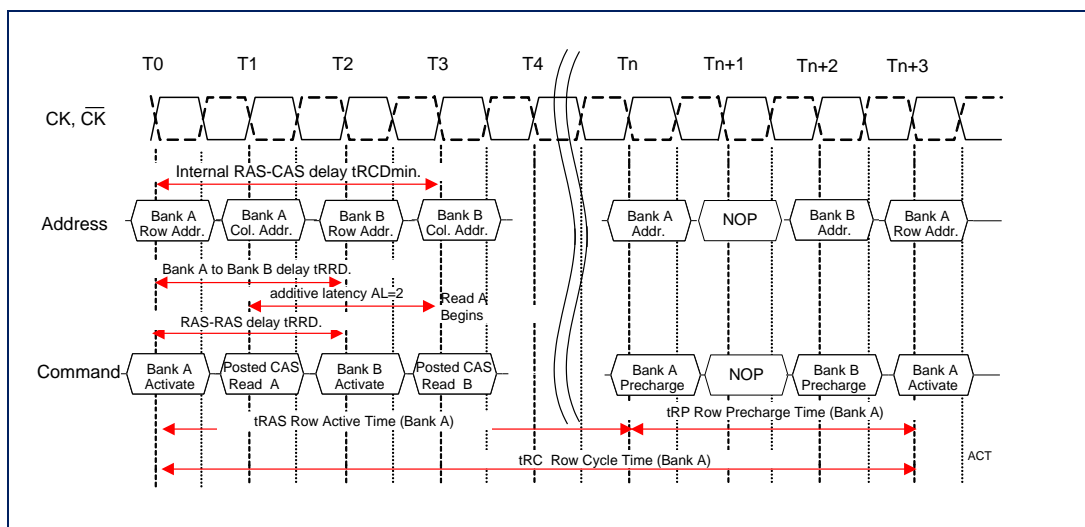 T0 T1 T2 T3 T4 Tn Tn+1 Tn+2 Tn+3
CK, CK
Internal RAS-CAS delay tRCDmin.
Address
Bank A
Row Addr.
Bank A
Col. Addr.
Bank B
Row Addr.
Bank B
Col. Addr.
Bank A
Addr.
NOP
Bank B
Addr.
Bank A
Row Addr.
Bank A to Bank B delay tRRD.
additive latency AL=2
Read A
Begins
RAS-RAS delay tRRD.
Command
Bank A
Activate
Posted CAS
Read A
Bank B
Activate
Posted CAS
Read B
Bank A
Precharge
NOP
Bank B
Precharge
Bank A
Activate
tRAS Row Active Time (Bank A)
tRP Row Precharge Time (Bank A)
tRC Row Cycle Time (Bank A)
ACT